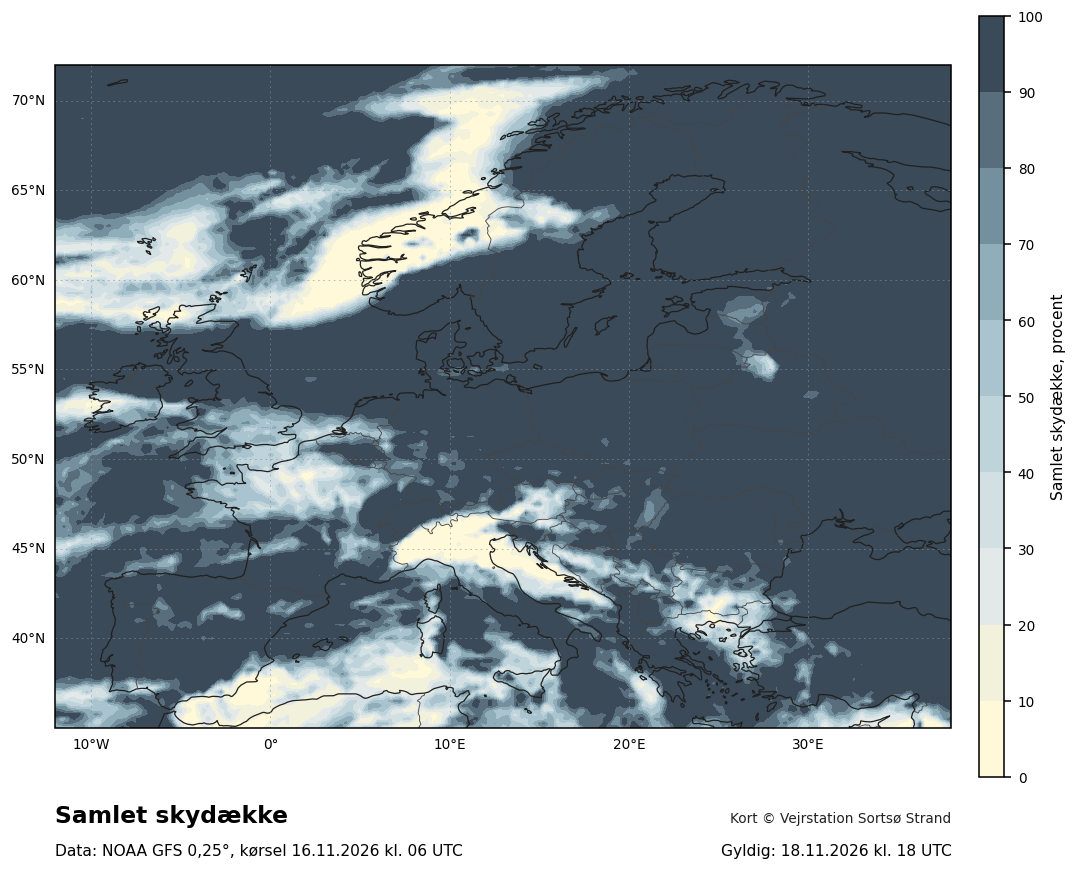 70°N
65°N
60°N
55°N
50°N
45°N
40°N
10°W
0°
10°E
20°E
30°E
100
90
80
70
60
50
40
30
20
10
0
Samlet skydække, procent
Samlet skydække
Kort © Vejrstation Sortsø Strand
Data: NOAA GFS 0,25°, kørsel 16.11.2026 kl. 06 UTC
Gyldig: 18.11.2026 kl. 18 UTC